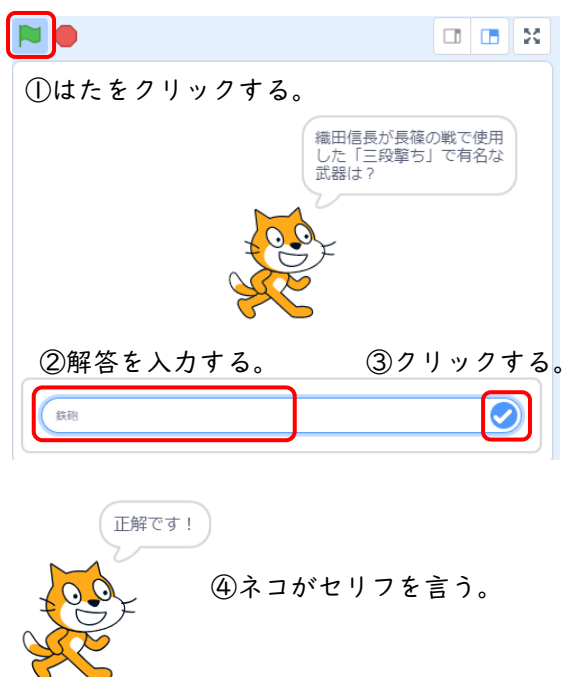 ①はたをクリックする。
織田信長が長篠の戦で使用
した「三段撃ち」で有名な
武器は？
②解答を入力する。
③クリックする。
鉄砲
正解です！
④ネコがセリフを言う。